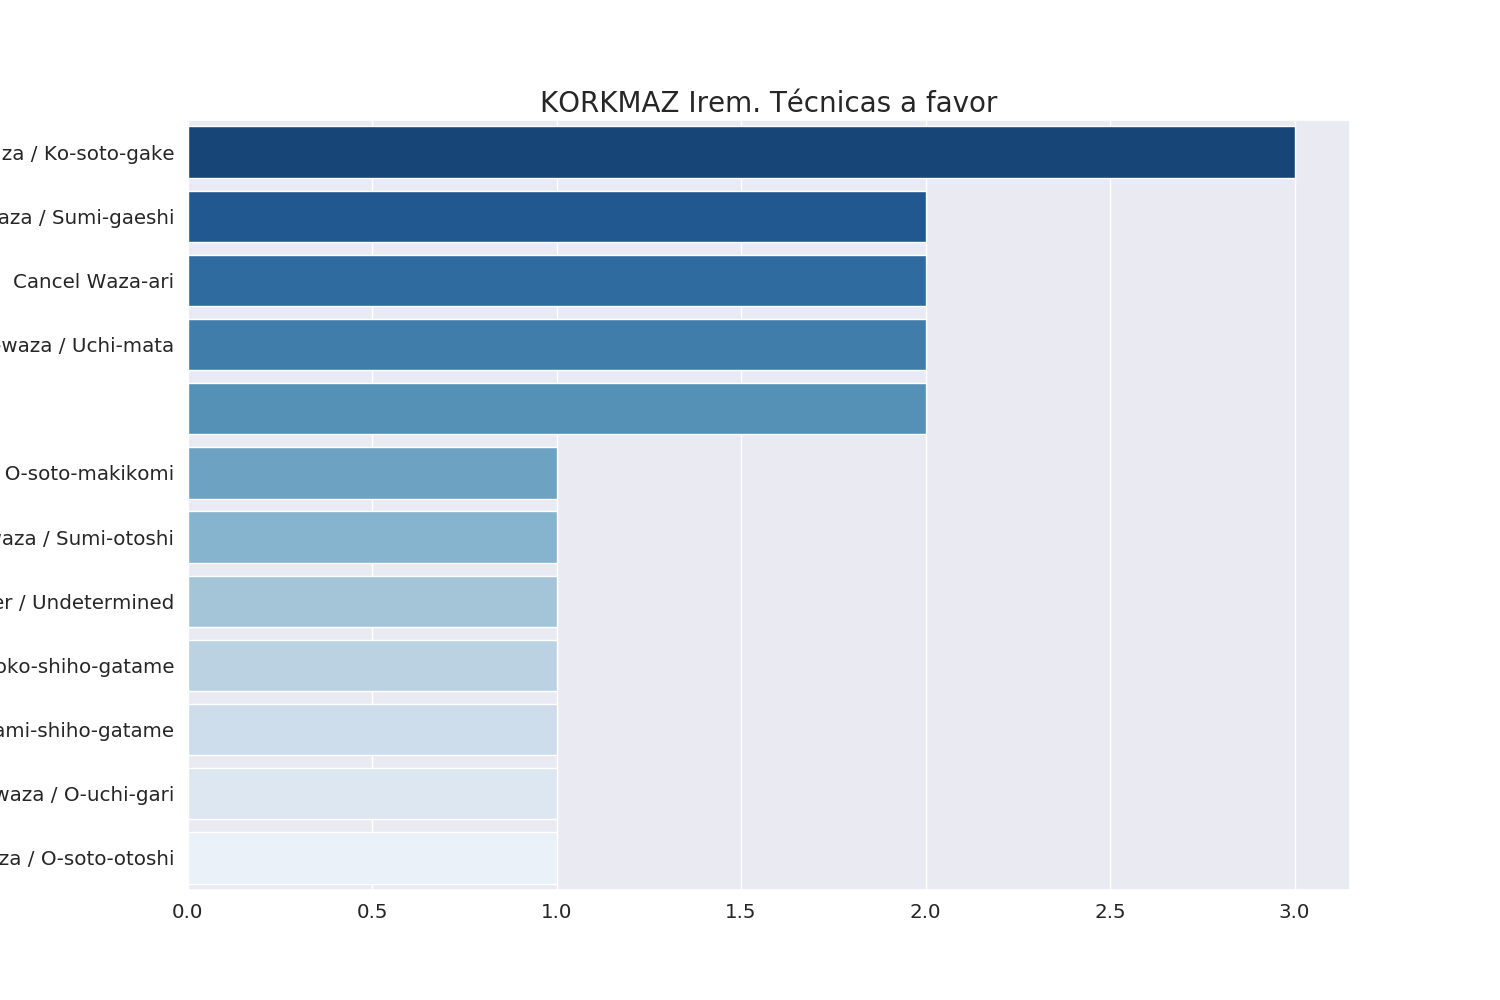 KORKMAZ Irem. Técnicas a favor
za / Ko-soto-gake
aza / Sumi-gaeshi
Cancel Waza-ari
waza / Uchi-mata
O-soto-makikomi
aza / Sumi-otoshi
er / Undetermined
oko-shiho-gatame
ami-shiho-gatame
waza / O-uchi-gari
za / O-soto-otoshi
0.0 0.5 1.0 1.5 2.0 2.5 3.0